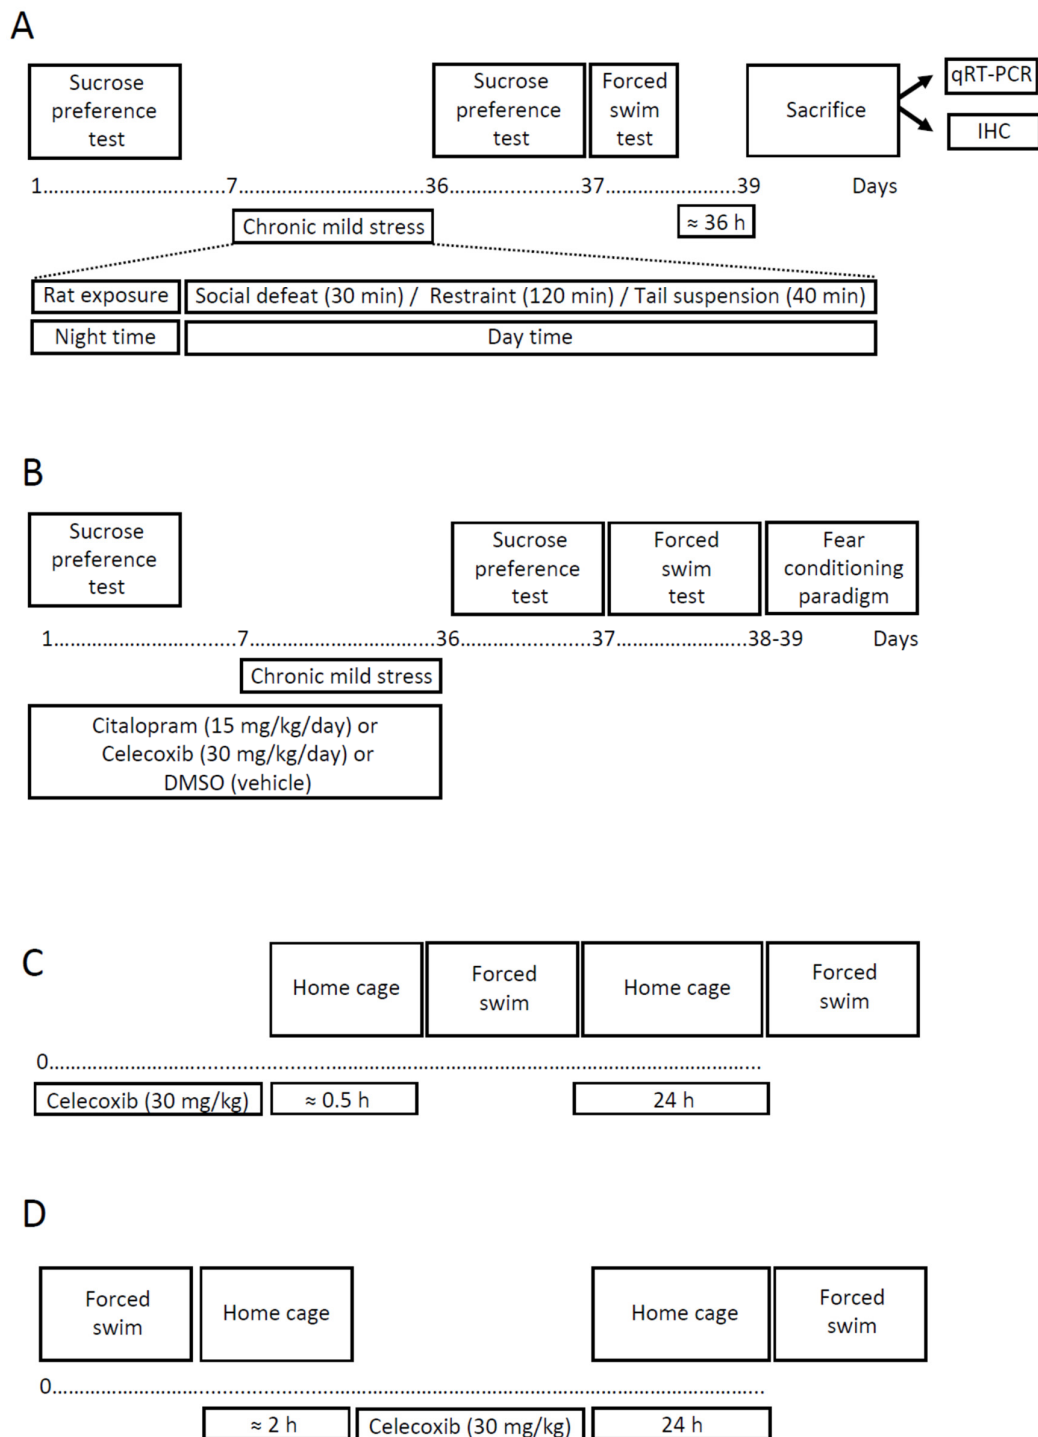 A
Sucrose
preference
test
Sucrose
preference
test
Forced
swim
test
Sacrifice
qRT-PCR
IHC
1.................................7.................................36........................37........................39 Days
Chronic mild stress
≈ 36 h
Rat exposure
Social defeat (30 min) / Restraint (120 min) / Tail suspension (40 min)
Night time
Day time
B
Sucrose
preference
test
Sucrose
preference
test
Forced
swim
test
Fear
conditioning
paradigm
1.................................7.................................36........................37........................38-39 Days
Chronic mild stress
Citalopram (15 mg/kg/day) or
Celecoxib (30 mg/kg/day) or
DMSO (vehicle)
C
Home cage
Forced
swim
Home cage
Forced
swim
0........................................................................................................................
Celecoxib (30 mg/kg)
≈ 0.5 h
24 h
D
Forced
swim
Home cage
Home cage
Forced
swim
0........................................................................................................................
≈ 2 h
Celecoxib (30 mg/kg)
24 h